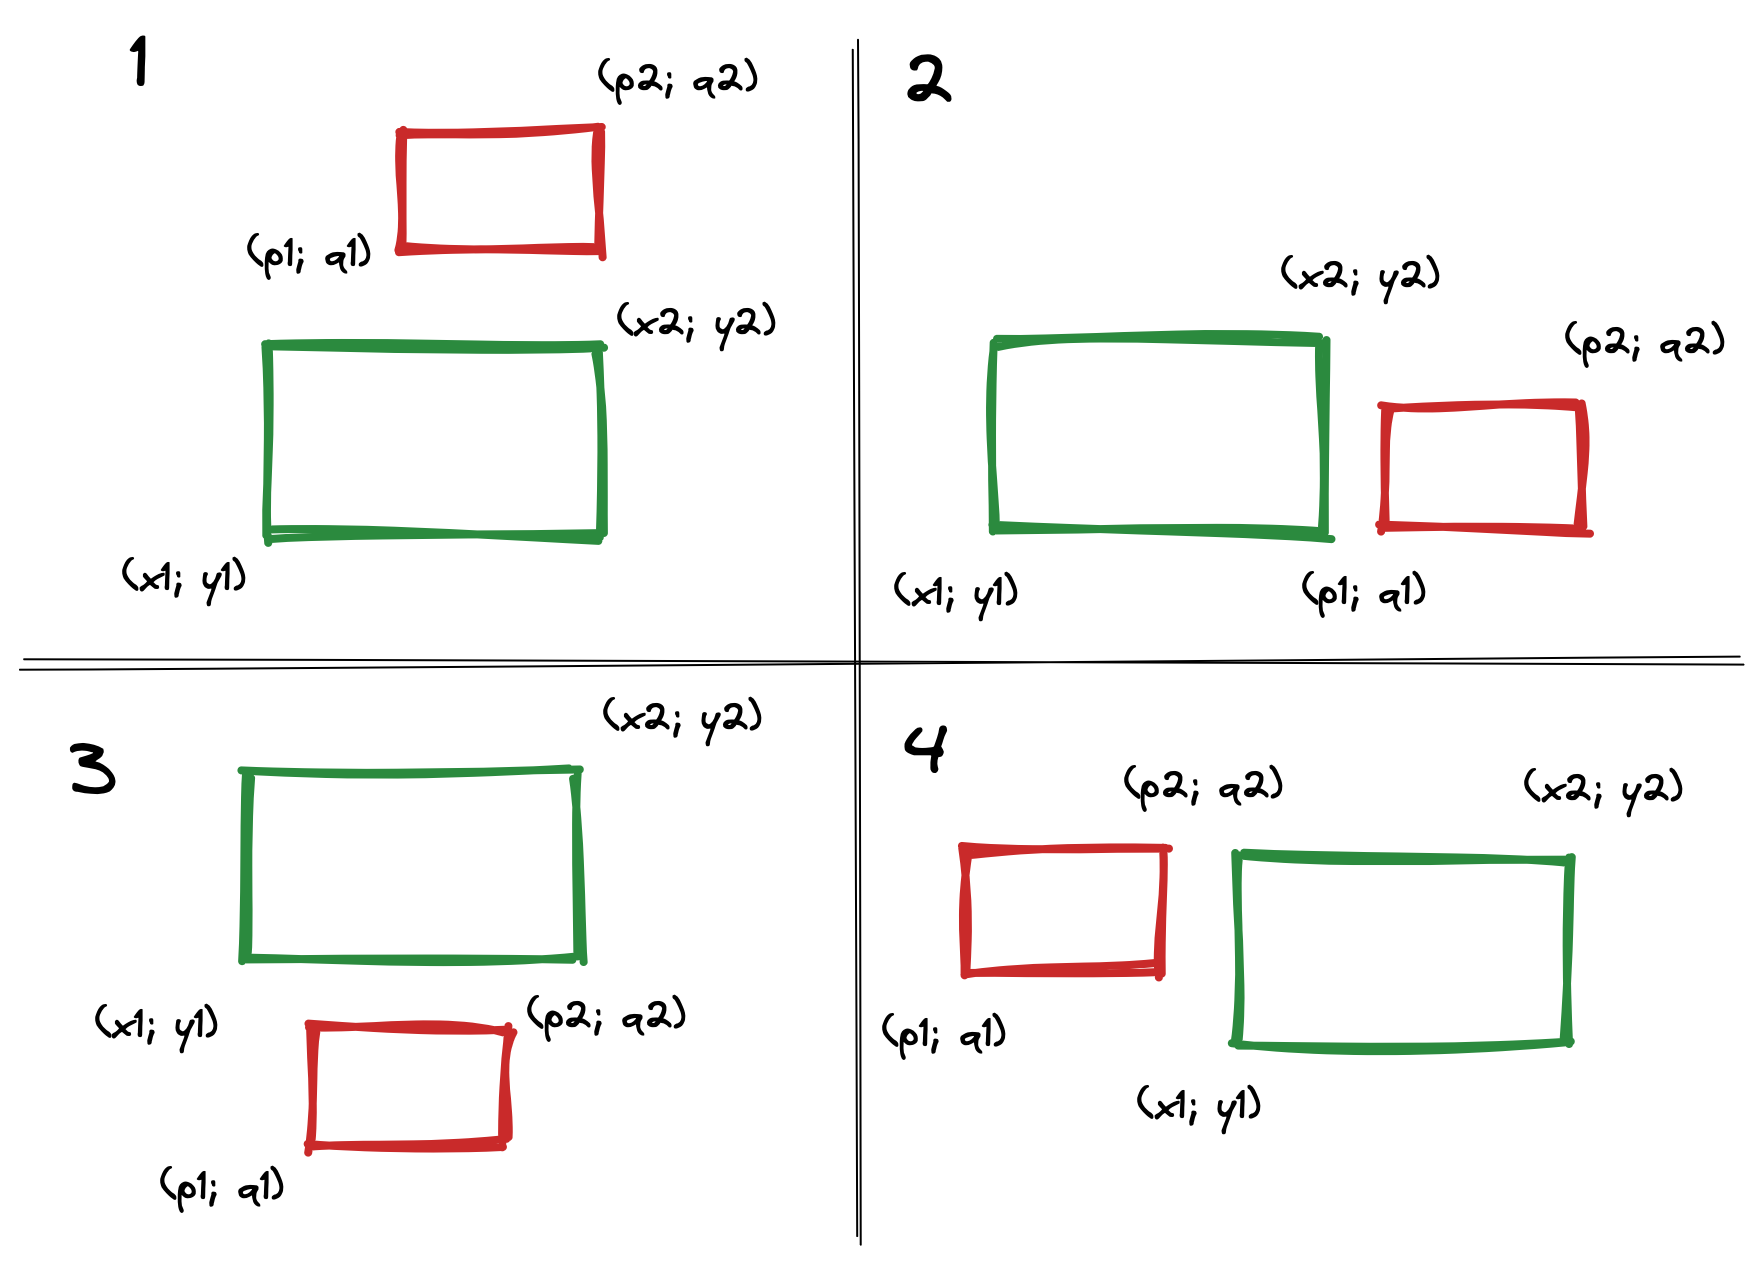 1
(p2; q2)
(p1; q1)
(x2; y2)
(x1; y1)
2
(x2; y2)
(p2; q2)
(x1; y1)
(p1; q1)
3
(x2; y2)
(x1; y1)
(p2; q2)
(p1; q1)
4
(p2; q2)
(x2; y2)
(p1; q1)
(x1; y1)